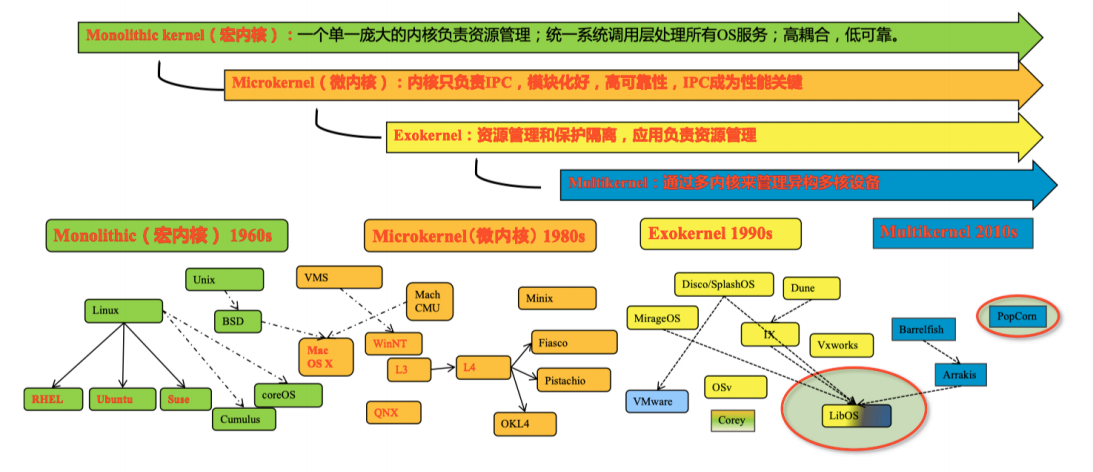 Monolithic kernel（宏内核）：一个单一庞大的内核负责资源管理；统一系统调用层处理所有OS服务；高耦合，低可靠。
Microkernel（微内核）：内核只负责IPC，模块化好，高可靠性，IPC成为性能关键
Exokernel：资源管理和保护隔离，应用负责资源管理
Multikernel：通过多内核来管理异构多核设备
Monolithic（宏内核） 1960s
Microkernel（微内核）1980s
Exokernel 1990s
Multikernel 2010s
Unix
Linux
BSD
RHEL
Ubuntu
Suse
coreOS
Cumulus
VMS
Mach
CMU
Minix
Mac
OS X
WinNT
L3
L4
Fiasco
Pistachio
QNX
OKL4
Disco/SplashOS
Dune
MirageOS
IX
Vxworks
OSv
VMware
Corey
LibOS
Barrelfish
Arrakis
PopCorn